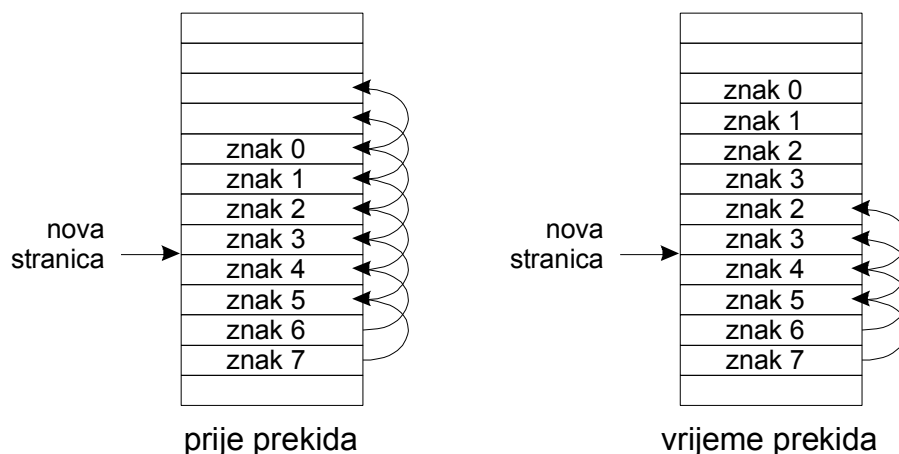 znak 0
znak 1
znak 2
znak 3
znak 4
znak 5
znak 6
znak 7
nova
stranica
prije prekida
znak 0
znak 1
znak 2
znak 3
znak 2
znak 3
znak 4
znak 5
znak 6
znak 7
nova
stranica
vrijeme prekida